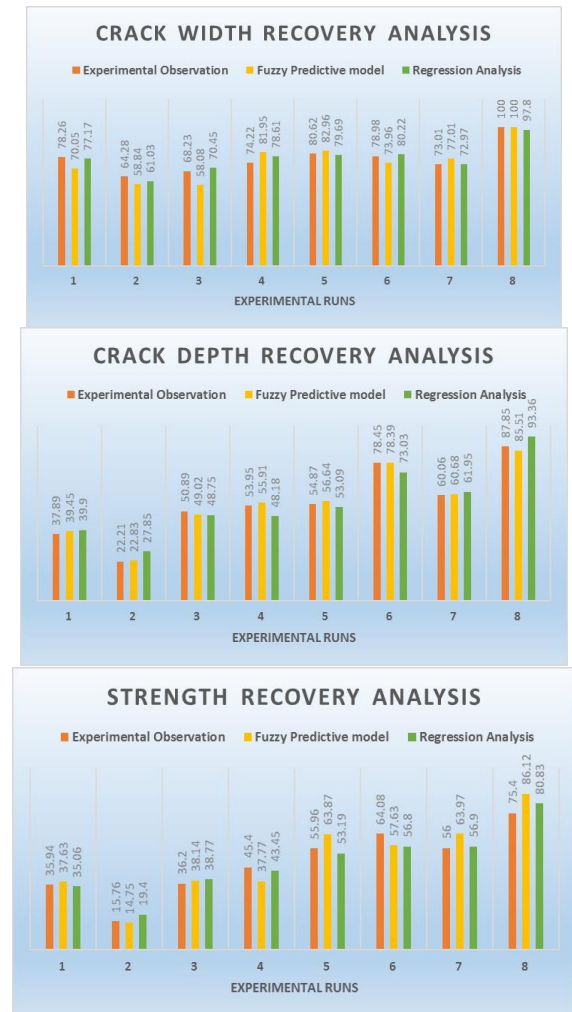 CRACK WIDTH RECOVERY ANALYSIS
Experimental Observation Fuzzy Predictive model Regression Analysis
78.26 70.05 77.17 64.28 58.84 61.03 68.23 58.08 70.45 74.22 81.95 78.61 80.62 82.96 79.69 78.98 73.96 80.22 73.01 77.01 72.97 100 100 97.8
1 2 3 4 5 6 7 8
EXPERIMENTAL RUNS
CRACK DEPTH RECOVERY ANALYSIS
Experimental Observation Fuzzy Predictive model Regression Analysis
37.89 39.45 39.9 22.21 22.83 27.85 50.89 49.02 48.75 53.95 55.91 48.18 54.87 56.64 53.09 78.45 78.39 73.03 60.06 60.68 61.95 87.85 85.51 93.36
1 2 3 4 5 6 7 8
EXPERIMENTAL RUNS
STRENGTH RECOVERY ANALYSIS
Experimental Observation Fuzzy Predictive model Regression Analysis
35.94 37.63 35.06 15.76 14.75 19.4 36.2 38.14 38.77 45.4 37.77 43.45 55.96 63.87 53.19 64.08 57.63 56.8 56 63.97 56.9 75.4 86.12 80.83
1 2 3 4 5 6 7 8
EXPERIMENTAL RUNS